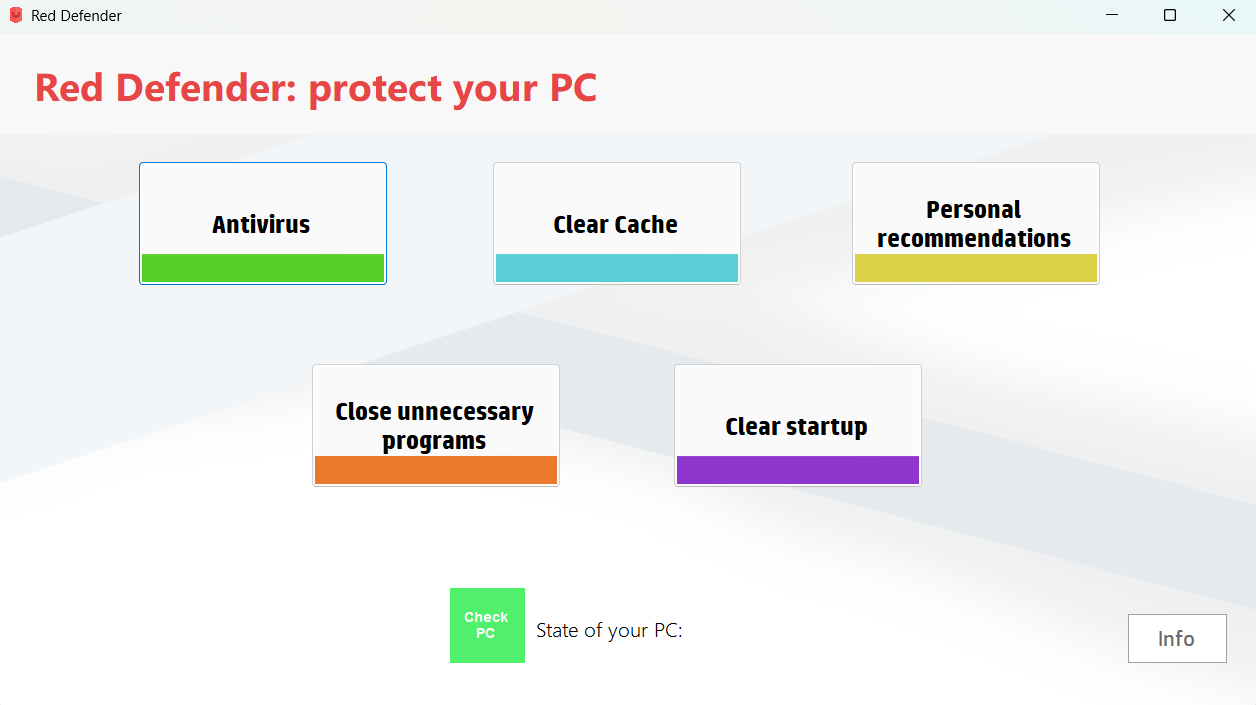 Red Defender
Red Defender: protect your PC
Antivirus
Clear Cache
Personal
recommendations
Close unnecessary
programs
Clear startup
Check
PC
State of your PC:
Info